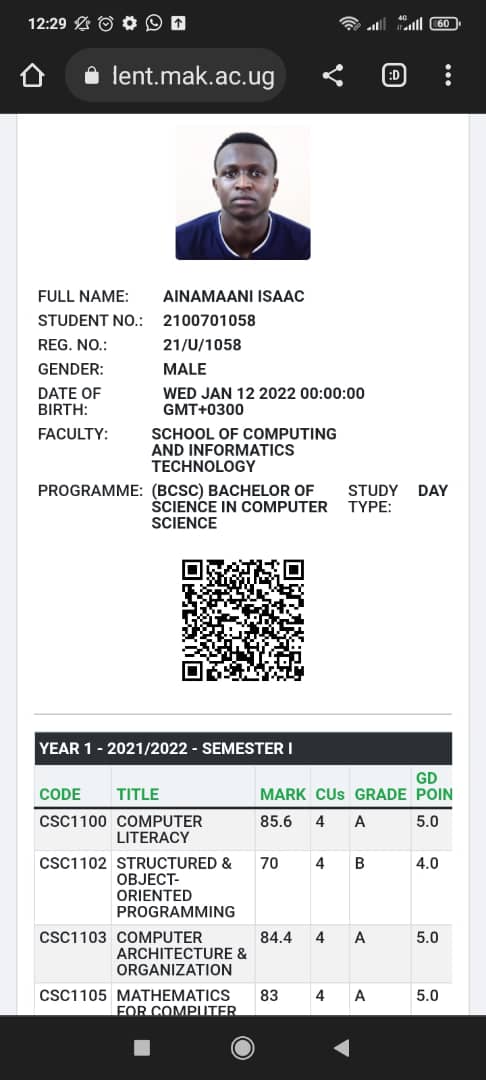 12:29 4G 60
lent.mak.ac.ug :D
FULL NAME: AINAMAANI ISAAC
STUDENT NO.: 2100701058
REG. NO.: 21/U/1058
GENDER: MALE
DATE OF BIRTH: WED JAN 12 2022 00:00:00
GMT+0300
FACULTY: SCHOOL OF COMPUTING
AND INFORMATICS
TECHNOLOGY
PROGRAMME: (BCSC) BACHELOR OF
SCIENCE IN COMPUTER
SCIENCE
STUDY TYPE: DAY
YEAR 1 - 2021/2022 - SEMESTER I
CODE TITLE MARK CUs GRADE GD POIN
CSC1100 COMPUTER LITERACY 85.6 4 A 5.0
CSC1102 STRUCTURED & OBJECT-ORIENTED PROGRAMMING 70 4 B 4.0
CSC1103 COMPUTER ARCHITECTURE & ORGANIZATION 84.4 4 A 5.0
CSC1105 MATHEMATICS FOR COMPUTER 83 4 A 5.0